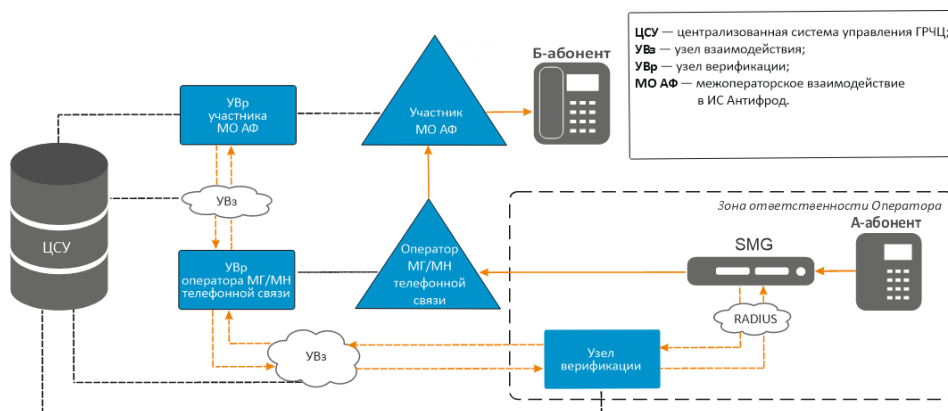 ЦСУ — централизованная система управления ГРЧЦ;
УВз — узел взаимодействия;
УВр — узел верификации;
МО АФ — межоператорское взаимодействие
в ИС Антифрод.
Б-абонент
УВр
участника
МО АФ
Участник
МО АФ
УВз
ЦСУ
Зона ответственности Оператора
А-абонент
SMG
УВр
оператора МГ/МН
телефонной связи
Оператор
МГ/МН
телефонной
связи
RADIUS
УВз
Узел
верификации